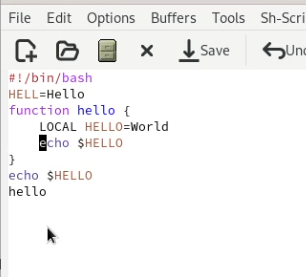 File Edit Options Buffers Tools Sh-Scri
Save Und
#!/bin/bash
HELL=Hello
function hello {
    LOCAL HELLO=World
    echo $HELLO
}
echo $HELLO
hello